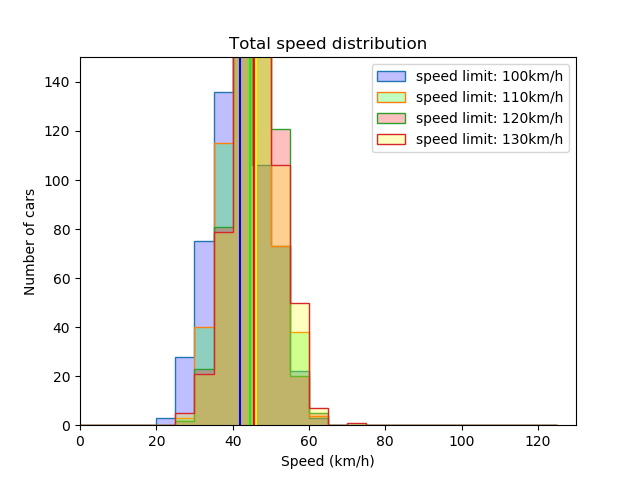 Total speed distribution
speed limit: 100km/h
speed limit: 110km/h
speed limit: 120km/h
speed limit: 130km/h
Number of cars
140
120
100
80
60
40
20
0
0 20 40 60 80 100 120
Speed (km/h)